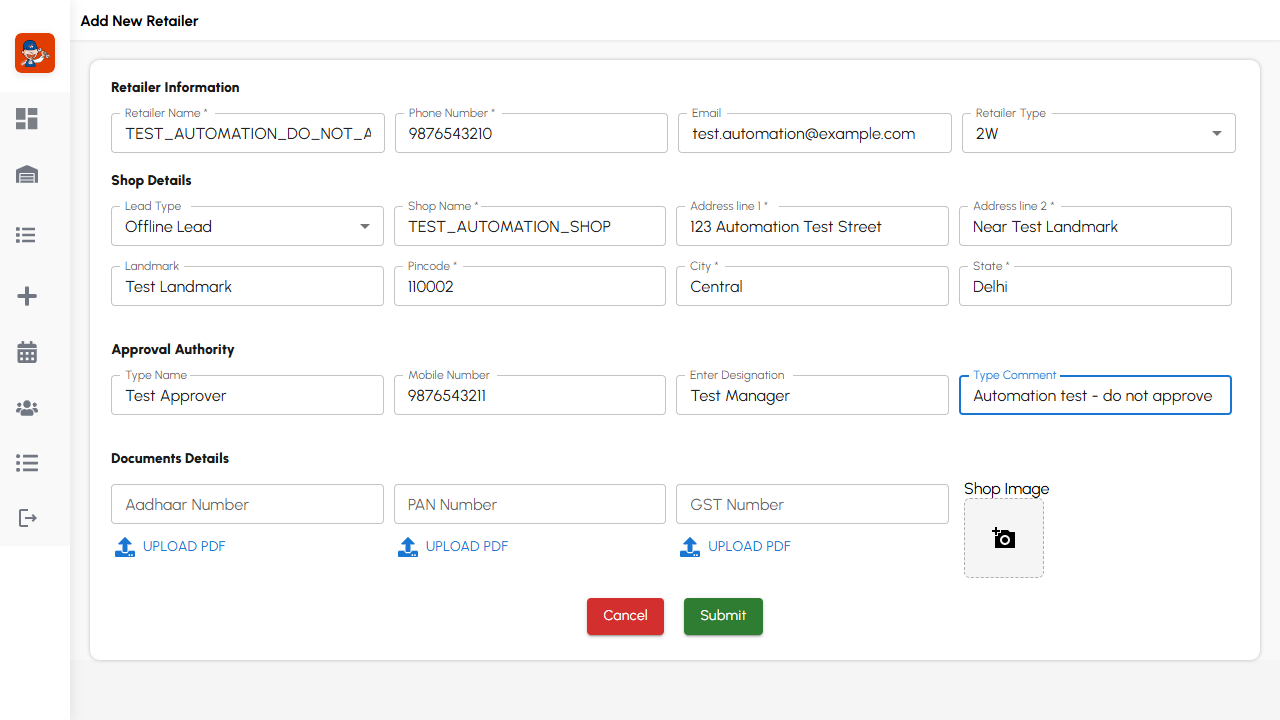 Add New Retailer
Retailer Information
Retailer Name * Phone Number * Email Retailer Type
TEST_AUTOMATION_DO_NOT_A 9876543210 test.automation@example.com 2W
Shop Details
Lead Type Shop Name * Address line 1 * Address line 2 *
Offline Lead TEST_AUTOMATION_SHOP 123 Automation Test Street Near Test Landmark
Landmark Pincode * City * State *
Test Landmark 110002 Central Delhi
Approval Authority
Type Name Mobile Number Enter Designation Type Comment
Test Approver 9876543211 Test Manager Automation test - do not approve
Documents Details
Aadhaar Number PAN Number GST Number Shop Image
UPLOAD PDF UPLOAD PDF UPLOAD PDF
Cancel Submit